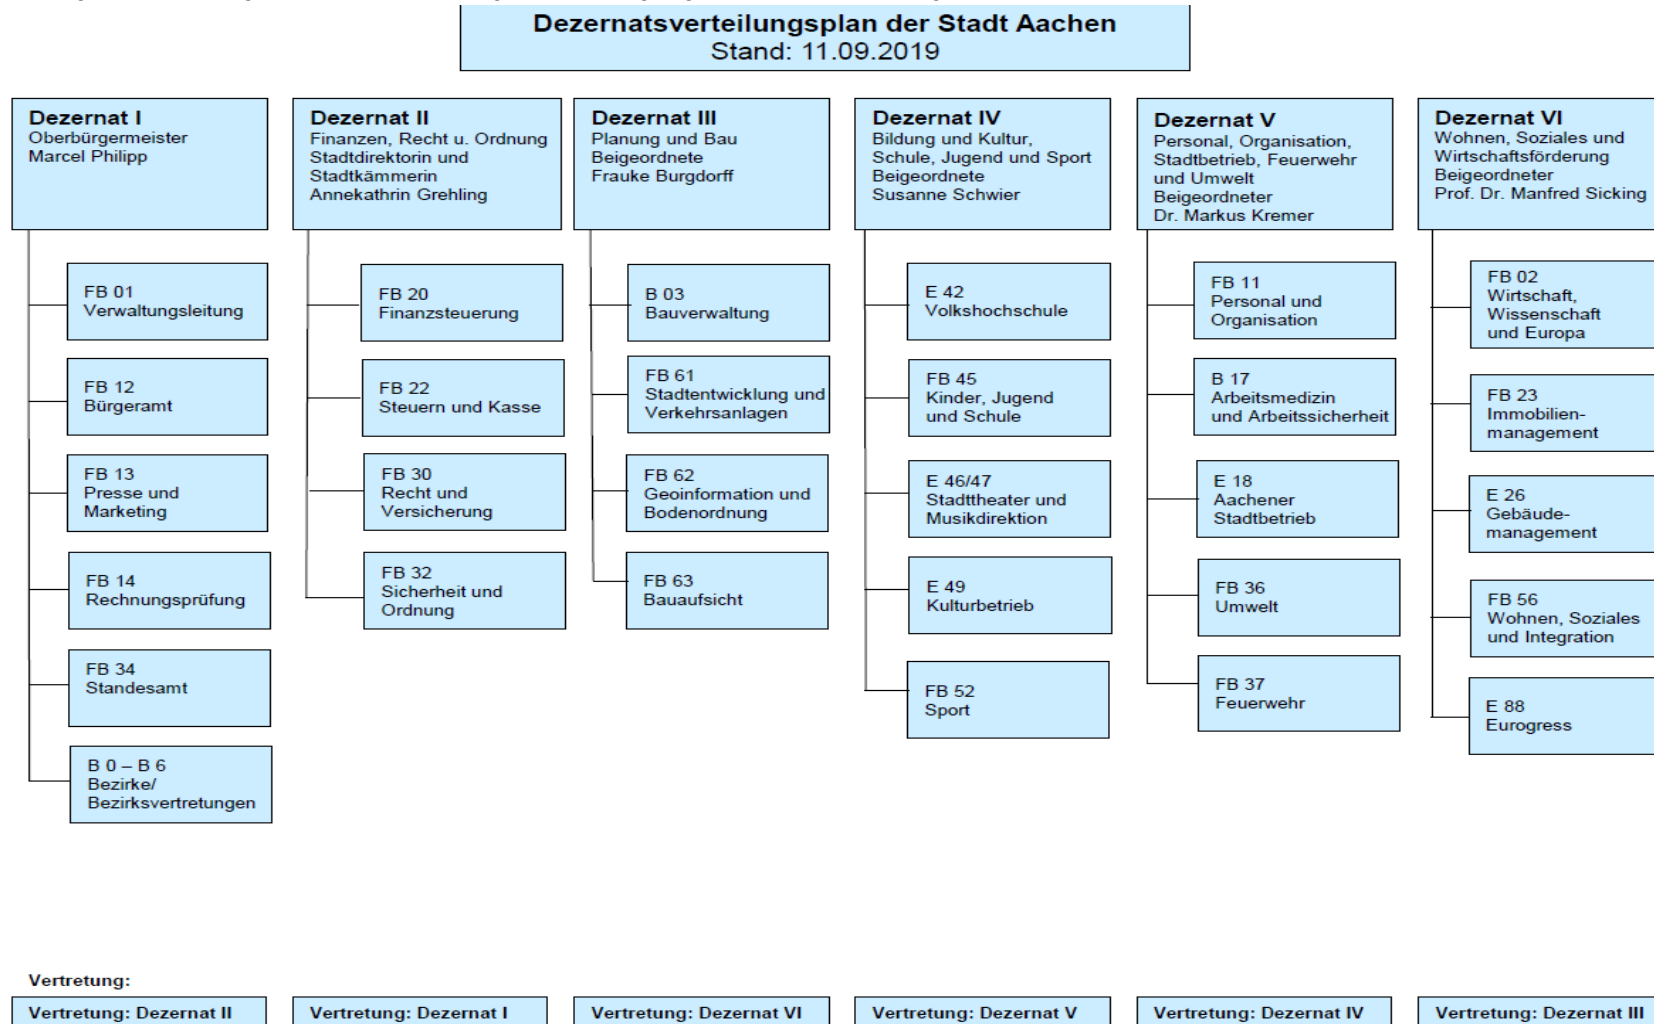 Dezernatsverteilungsplan der Stadt Aachen
Stand: 11.09.2019
Dezernat I
Oberbürgermeister
Marcel Philipp
FB 01
Verwaltungsleitung
FB 12
Bürgeramt
FB 13
Presse und
Marketing
FB 14
Rechnungsprüfung
FB 34
Standesamt
B 0 – B 6
Bezirke/
Bezirksvertretungen
Dezernat II
Finanzen, Recht u. Ordnung
Stadtdirektorin und
Stadtkämmerin
Annekathrin Grehling
FB 20
Finanzsteuerung
FB 22
Steuern und Kasse
FB 30
Recht und
Versicherung
FB 32
Sicherheit und
Ordnung
Dezernat III
Planung und Bau
Beigeordnete
Frauke Burgdorff
B 03
Bauverwaltung
FB 61
Stadtentwicklung und
Verkehrsanlagen
FB 62
Geoinformation und
Bodenordnung
FB 63
Bauaufsicht
Dezernat IV
Bildung und Kultur,
Schule, Jugend und Sport
Beigeordnete
Susanne Schwier
E 42
Volkshochschule
FB 45
Kinder, Jugend
und Schule
E 46/47
Stadttheater und
Musikdirektion
E 49
Kulturbetrieb
FB 52
Sport
Dezernat V
Personal, Organisation,
Stadtbetrieb, Feuerwehr
und Umwelt
Beigeordneter
Dr. Markus Kremer
FB 11
Personal und
Organisation
B 17
Arbeitsmedizin
und Arbeitssicherheit
E 18
Aachener
Stadtbetrieb
FB 36
Umwelt
FB 37
Feuerwehr
Dezernat VI
Wohnen, Soziales und
Wirtschaftsförderung
Beigeordneter
Prof. Dr. Manfred Sicking
FB 02
Wirtschaft,
Wissenschaft
und Europa
FB 23
Immobilien-
management
E 26
Gebäude-
management
FB 56
Wohnen, Soziales
und Integration
E 88
Eurogress
Vertretung:
Vertretung: Dezernat II
Vertretung: Dezernat I
Vertretung: Dezernat VI
Vertretung: Dezernat V
Vertretung: Dezernat IV
Vertretung: Dezernat III